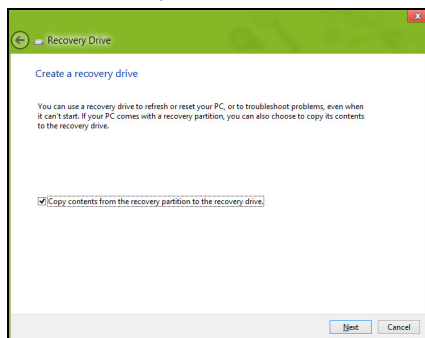 x
Recovery Drive
Create a recovery drive
You can use a recovery drive to refresh or reset your PC, or to troubleshoot problems, even when
it can't start. If your PC comes with a recovery partition, you can also choose to copy its contents
to the recovery drive.
Copy contents from the recovery partition to the recovery drive.
Next Cancel